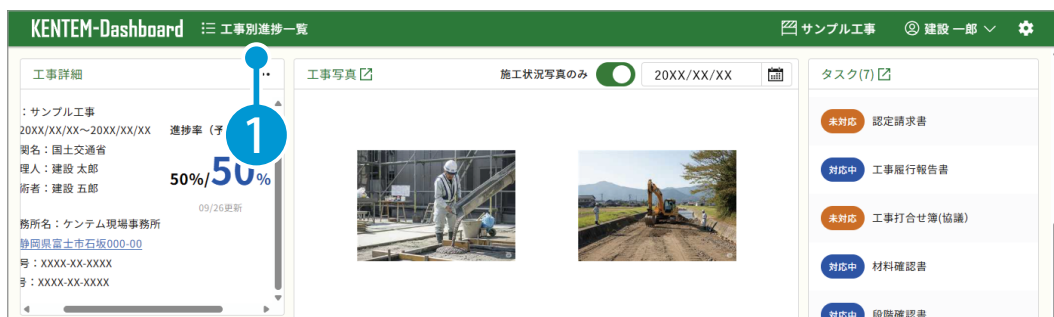 KENTEM-Dashboard 工事別進捗一覧 サンプル工事 建設 一郎
工事詳細
：サンプル工事
20XX/XX/XX～20XX/XX/XX
関名：国土交通省
理人：建設 太郎
術者：建設 五郎
進捗率（予
50%/50%
09/26更新
務所名：ケンテム現場事務所
静岡県富士市石坂000-00
号：XXXX-XX-XXXX
号：XXXX-XX-XXXX
1
工事写真 施工状況写真のみ 20XX/XX/XX
タスク(7)
未対応 認定請求書
対応中 工事履行報告書
未対応 工事打合せ簿(協議)
対応中 材料確認書
対応中 段階確認書